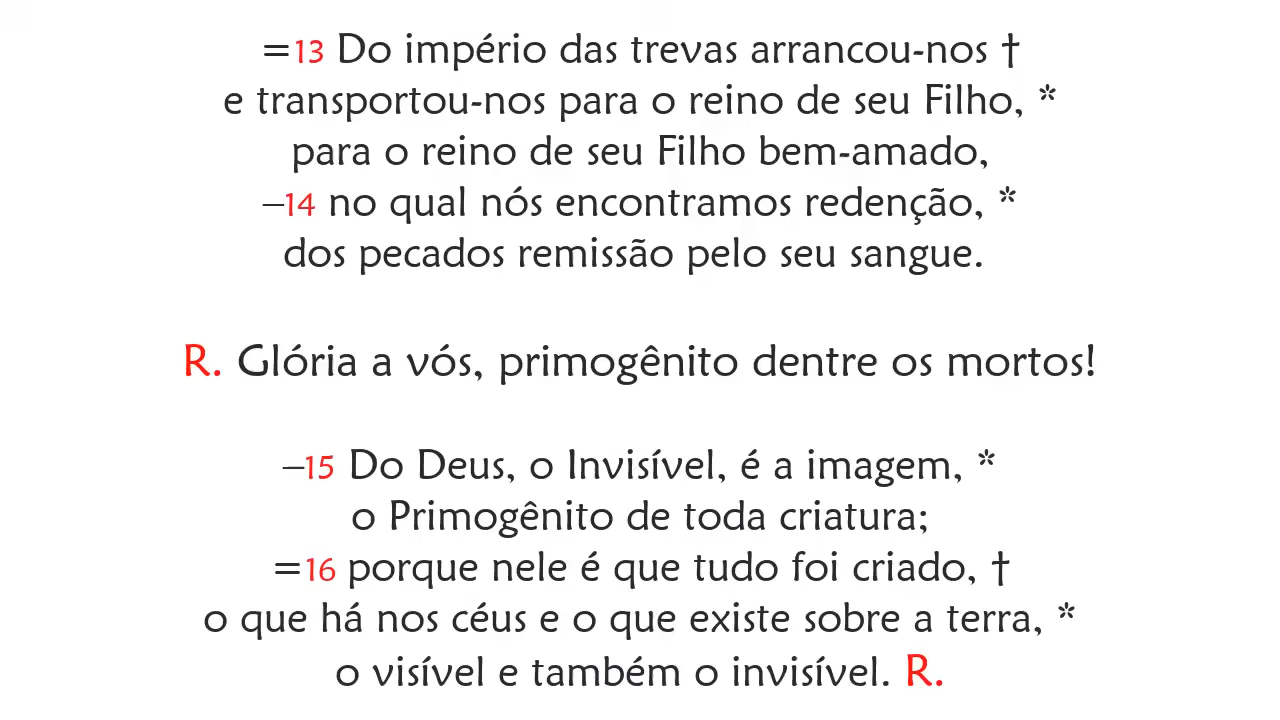 =13 Do império das trevas arrancou-nos †
e transportou-nos para o reino de seu Filho, *
para o reino de seu Filho bem-amado,
–14 no qual nós encontramos redenção, *
dos pecados remissão pelo seu sangue.
R. Glória a vós, primogênito dentre os mortos!
–15 Do Deus, o Invisível, é a imagem, *
o Primogênito de toda criatura;
=16 porque nele é que tudo foi criado, †
o que há nos céus e o que existe sobre a terra, *
o visível e também o invisível. R.